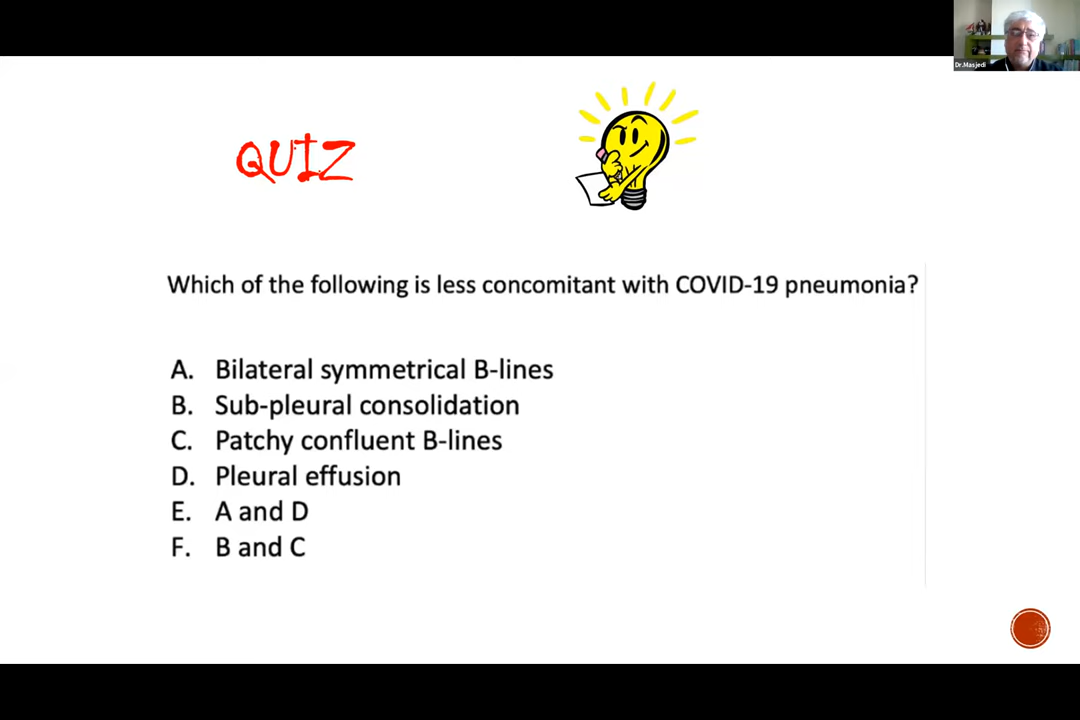 Dr.Masjedi
QUIZ
Which of the following is less concomitant with COVID-19 pneumonia?
A. Bilateral symmetrical B-lines
B. Sub-pleural consolidation
C. Patchy confluent B-lines
D. Pleural effusion
E. A and D
F. B and C